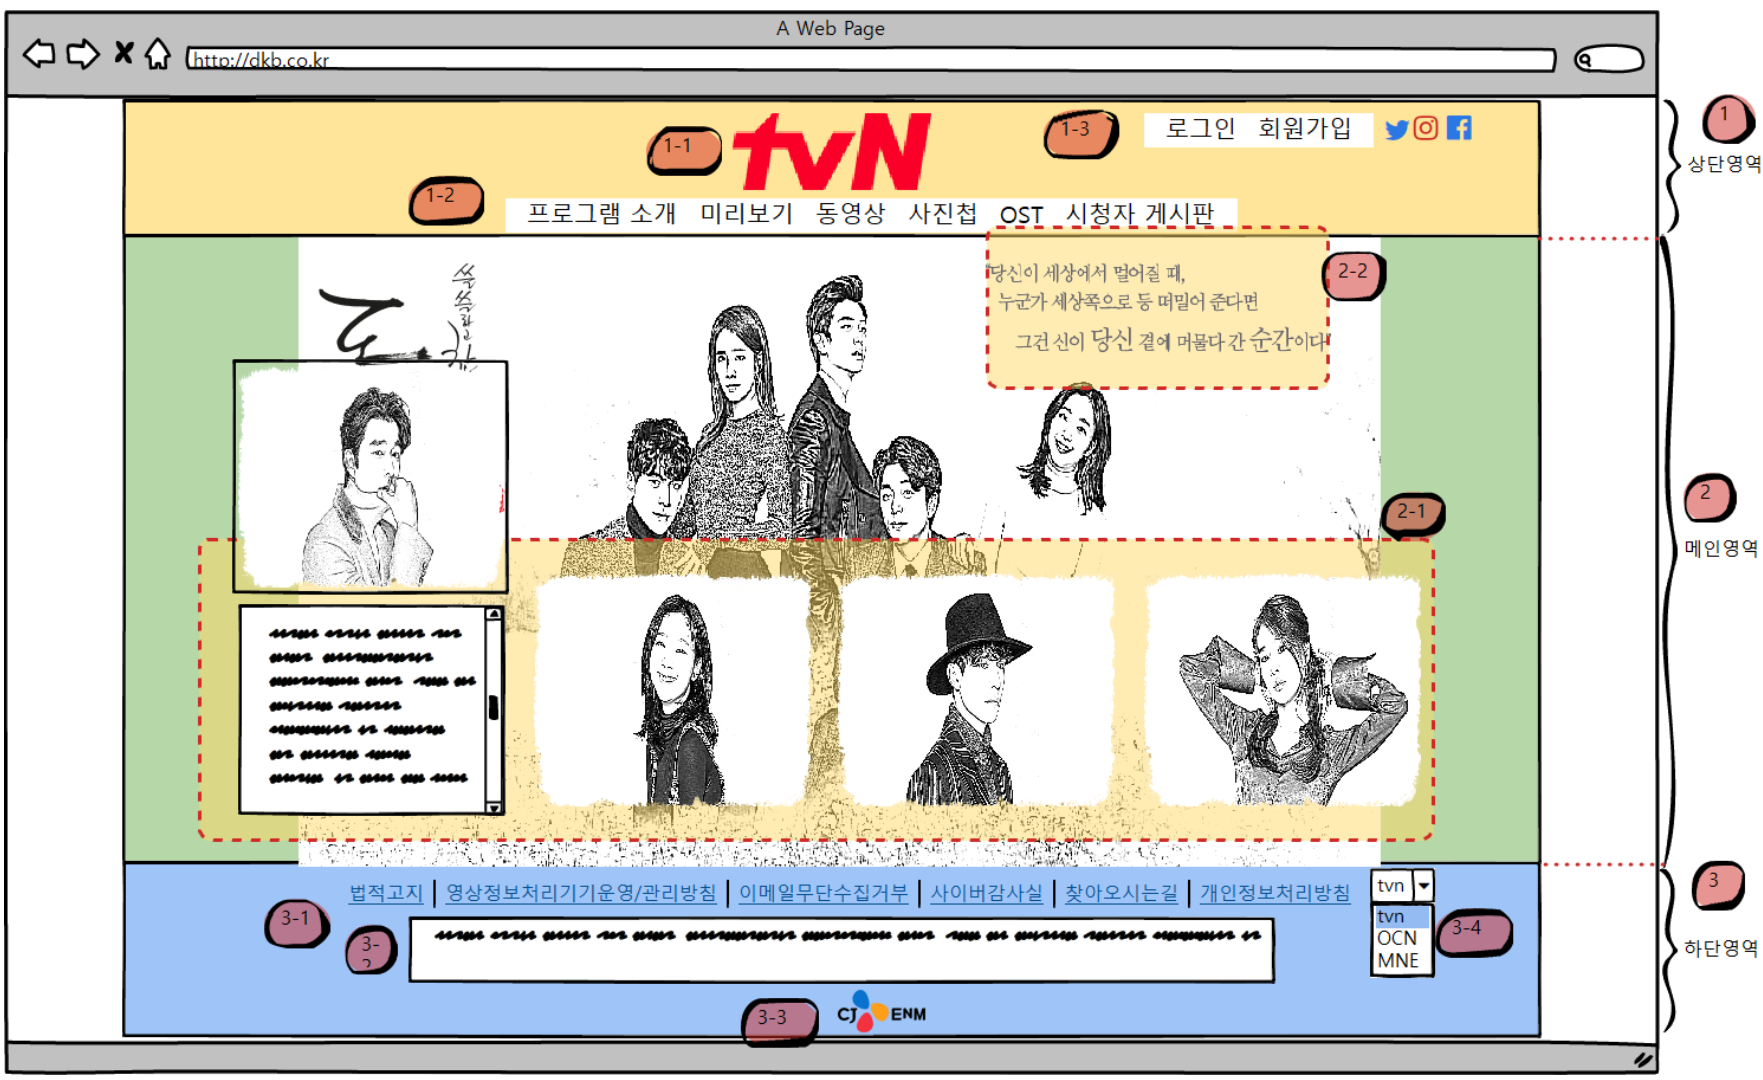 A Web Page
http://dkb.co.kr
1
상단영역
1-1
tvN
1-3
로그인 회원가입
1-2
프로그램 소개 미리보기 동영상 사진첩 OST 시청자 게시판
2-2
"당신이 세상에서 멀어질 때,
누군가 세상쪽으로 등 떠밀어 준다면
그건 신이 당신 곁에 머물다 간 순간이다"
2-1
2
메인영역
3
법적고지 | 영상정보처리기기운영/관리방침 | 이메일무단수집거부 | 사이버감사실 | 찾아오시는길 | 개인정보처리방침
tvn
tvn
OCN
MNE
3-1
3-2
3-4
하단영역
3-3
CJ ENM